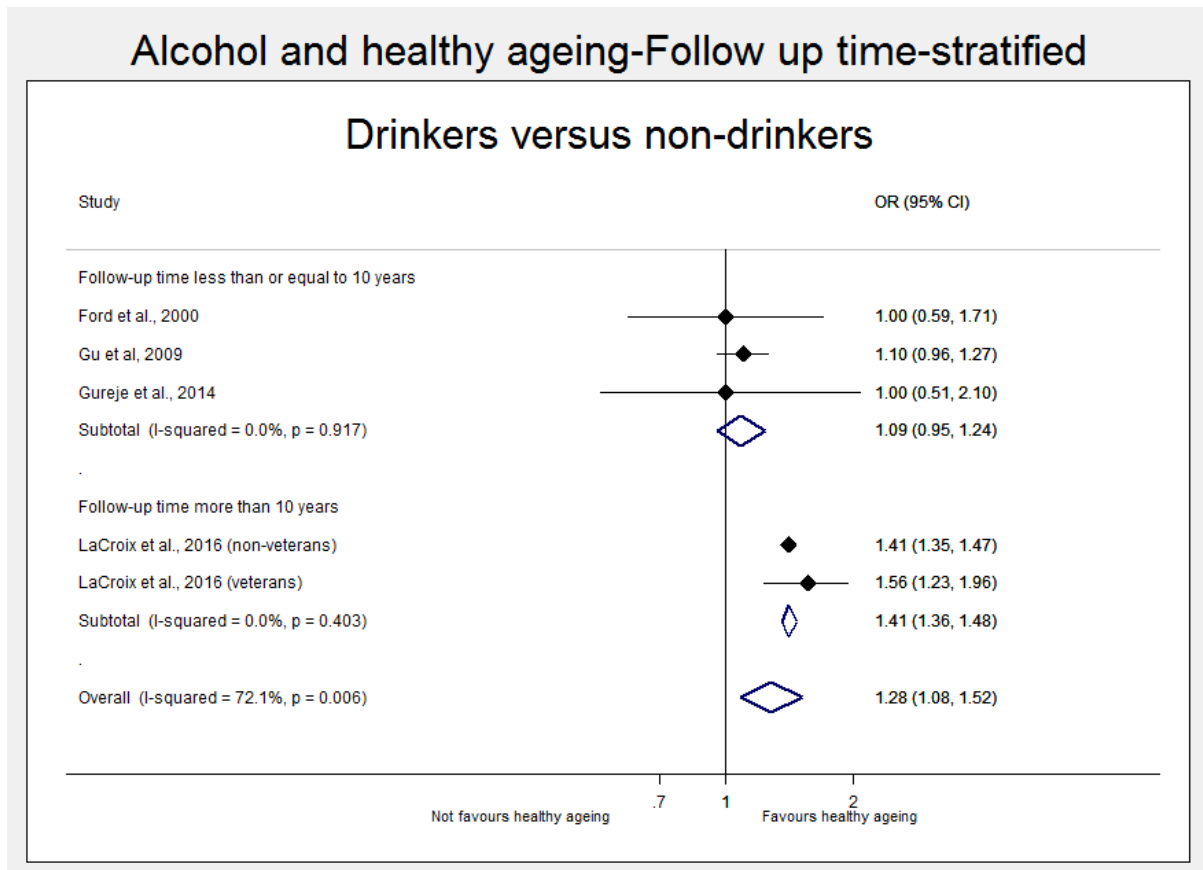 Alcohol and healthy ageing-Follow up time-stratified
Drinkers versus non-drinkers
Study OR (95% CI)
Follow-up time less than or equal to 10 years
Ford et al., 2000 1.00 (0.59, 1.71)
Gu et al, 2009 1.10 (0.96, 1.27)
Gureje et al., 2014 1.00 (0.51, 2.10)
Subtotal (I-squared = 0.0%, p = 0.917) 1.09 (0.95, 1.24)
.
Follow-up time more than 10 years
LaCroix et al., 2016 (non-veterans) 1.41 (1.35, 1.47)
LaCroix et al., 2016 (veterans) 1.56 (1.23, 1.96)
Subtotal (I-squared = 0.0%, p = 0.403) 1.41 (1.36, 1.48)
.
Overall (I-squared = 72.1%, p = 0.006) 1.28 (1.08, 1.52)
.7 1 2
Not favours healthy ageing Favours healthy ageing